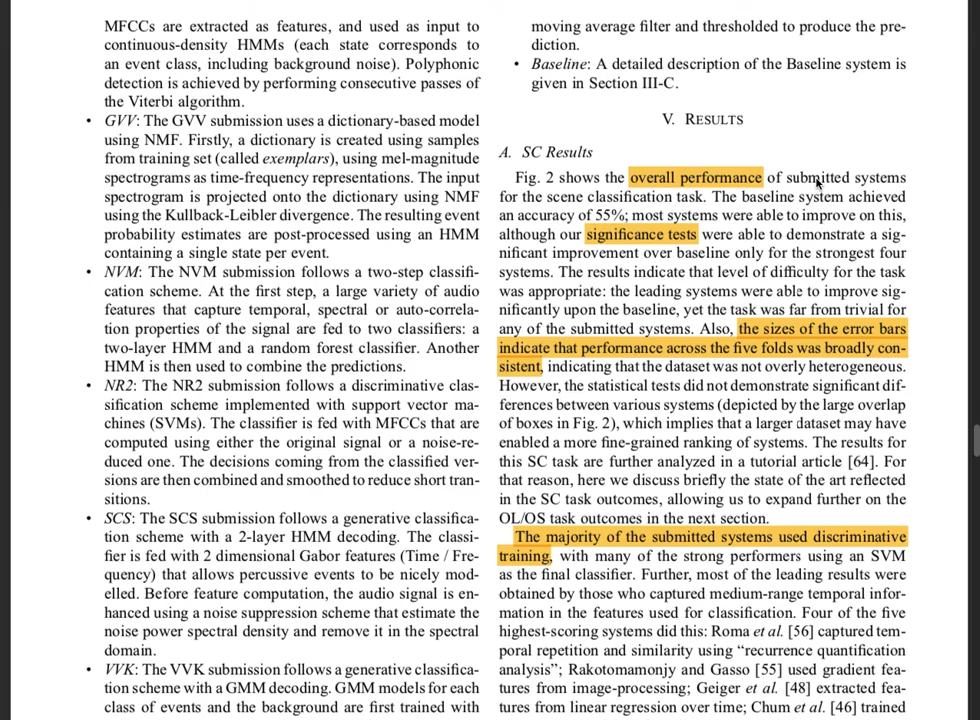 MFCCs are extracted as features, and used as input to
continuous-density HMMs (each state corresponds to
an event class, including background noise). Polyphonic
detection is achieved by performing consecutive passes of
the Viterbi algorithm.
• GVV: The GVV submission uses a dictionary-based model
using NMF. Firstly, a dictionary is created using samples
from training set (called exemplars), using mel-magnitude
spectrograms as time-frequency representations. The input
spectrogram is projected onto the dictionary using NMF
using the Kullback-Leibler divergence. The resulting event
probability estimates are post-processed using an HMM
containing a single state per event.
• NVM: The NVM submission follows a two-step classifi-
cation scheme. At the first step, a large variety of audio
features that capture temporal, spectral or auto-correla-
tion properties of the signal are fed to two classifiers: a
two-layer HMM and a random forest classifier. Another
HMM is then used to combine the predictions.
• NR2: The NR2 submission follows a discriminative clas-
sification scheme implemented with support vector ma-
chines (SVMs). The classifier is fed with MFCCs that are
computed using either the original signal or a noise-re-
duced one. The decisions coming from the classified ver-
sions are then combined and smoothed to reduce short tran-
sitions.
• SCS: The SCS submission follows a generative classifica-
tion scheme with a 2-layer HMM decoding. The classi-
fier is fed with 2 dimensional Gabor features (Time / Fre-
quency) that allows percussive events to be nicely mod-
elled. Before feature computation, the audio signal is en-
hanced using a noise suppression scheme that estimate the
noise power spectral density and remove it in the spectral
domain.
• VVK: The VVK submission follows a generative classifica-
tion scheme with a GMM decoding. GMM models for each
class of events and the background are first trained with
moving average filter and thresholded to produce the pre-
diction.
• Baseline: A detailed description of the Baseline system is
given in Section III-C.
V. RESULTS
A. SC Results
Fig. 2 shows the overall performance of submitted systems
for the scene classification task. The baseline system achieved
an accuracy of 55%; most systems were able to improve on this,
although our significance tests were able to demonstrate a sig-
nificant improvement over baseline only for the strongest four
systems. The results indicate that level of difficulty for the task
was appropriate: the leading systems were able to improve sig-
nificantly upon the baseline, yet the task was far from trivial for
any of the submitted systems. Also, the sizes of the error bars
indicate that performance across the five folds was broadly con-
sistent, indicating that the dataset was not overly heterogeneous.
However, the statistical tests did not demonstrate significant dif-
ferences between various systems (depicted by the large overlap
of boxes in Fig. 2), which implies that a larger dataset may have
enabled a more fine-grained ranking of systems. The results for
this SC task are further analyzed in a tutorial article [64]. For
that reason, here we discuss briefly the state of the art reflected
in the SC task outcomes, allowing us to expand further on the
OL/OS task outcomes in the next section.
The majority of the submitted systems used discriminative
training, with many of the strong performers using an SVM
as the final classifier. Further, most of the leading results were
obtained by those who captured medium-range temporal infor-
mation in the features used for classification. Four of the five
highest-scoring systems did this: Roma et al. [56] captured tem-
poral repetition and similarity using “recurrence quantification
analysis”; Rakotomamonjy and Gasso [55] used gradient fea-
tures from image-processing; Geiger et al. [48] extracted fea-
tures from linear regression over time; Chum et al. [46] trained